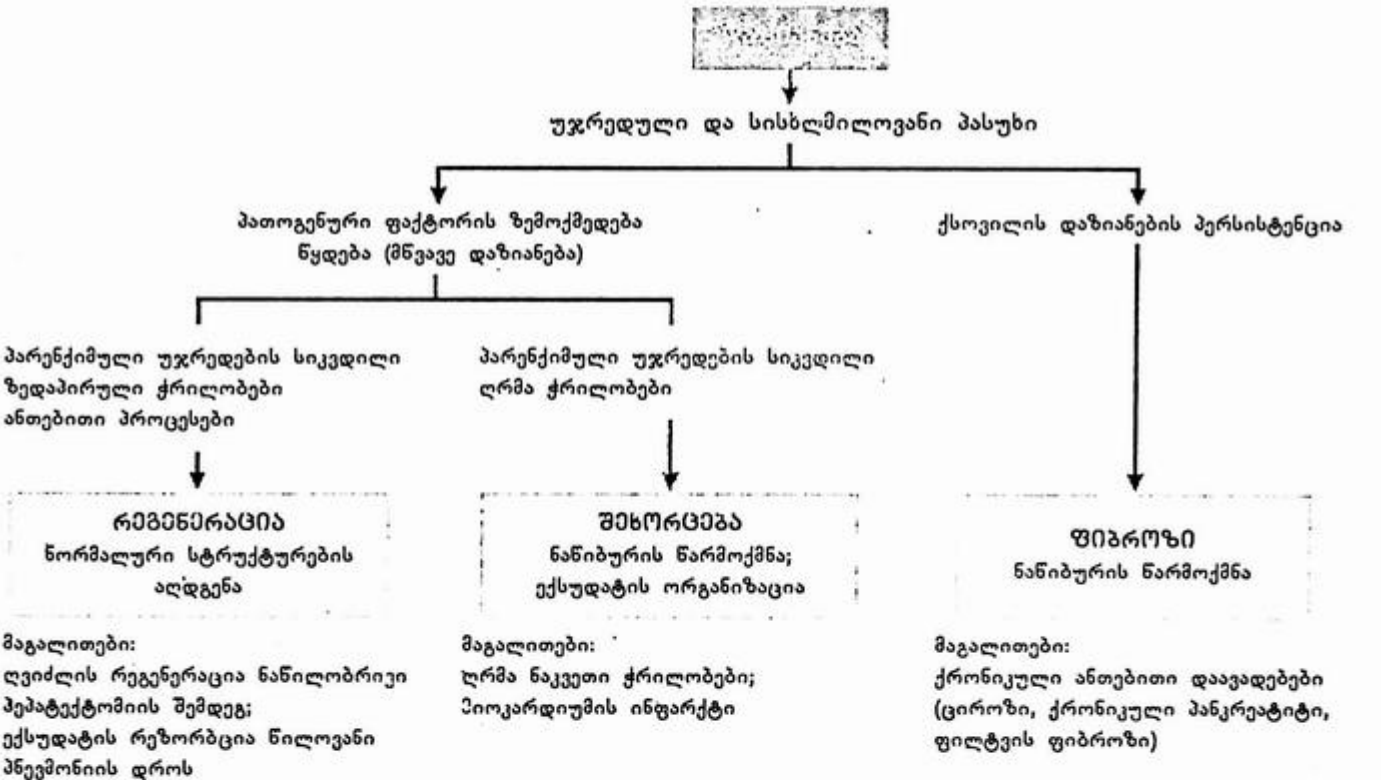 უჯრედული და სისხლმილოვანი პასუხი
პათოგენური ფაქტორის ზემოქმედება
წყდება (მწვავე დაზიანება)
ქსოვილის დაზიანების პერსისტენცია
პარენქიმული უჯრედების სიკვდილი
ზედაპირული ჭრილობები
ანთებითი პროცესები
პარენქიმული უჯრედების სიკვდილი
ღრმა ჭრილობები
რეგენერაცია
ნორმალური სტრუქტურების
აღდგენა
შეხორცება
ნაწიბურის წარმოქმნა;
ექსუდატის ორგანიზაცია
ფიბროზი
ნაწიბურის წარმოქმნა
მაგალითები:
ღვიძლის რეგენერაცია ნაწილობრივი
ჰეპატექტომიის შემდეგ;
ექსუდატის რეზორბცია წილოვანი
პნევმონიის დროს
მაგალითები:
ღრმა ნაკვეთი ჭრილობები;
მიოკარდიუმის ინფარქტი
მაგალითები:
ქრონიკული ანთებითი დაავადებები
(ციროზი, ქრონიკული პანკრეატიტი,
ფილტვის ფიბროზი)